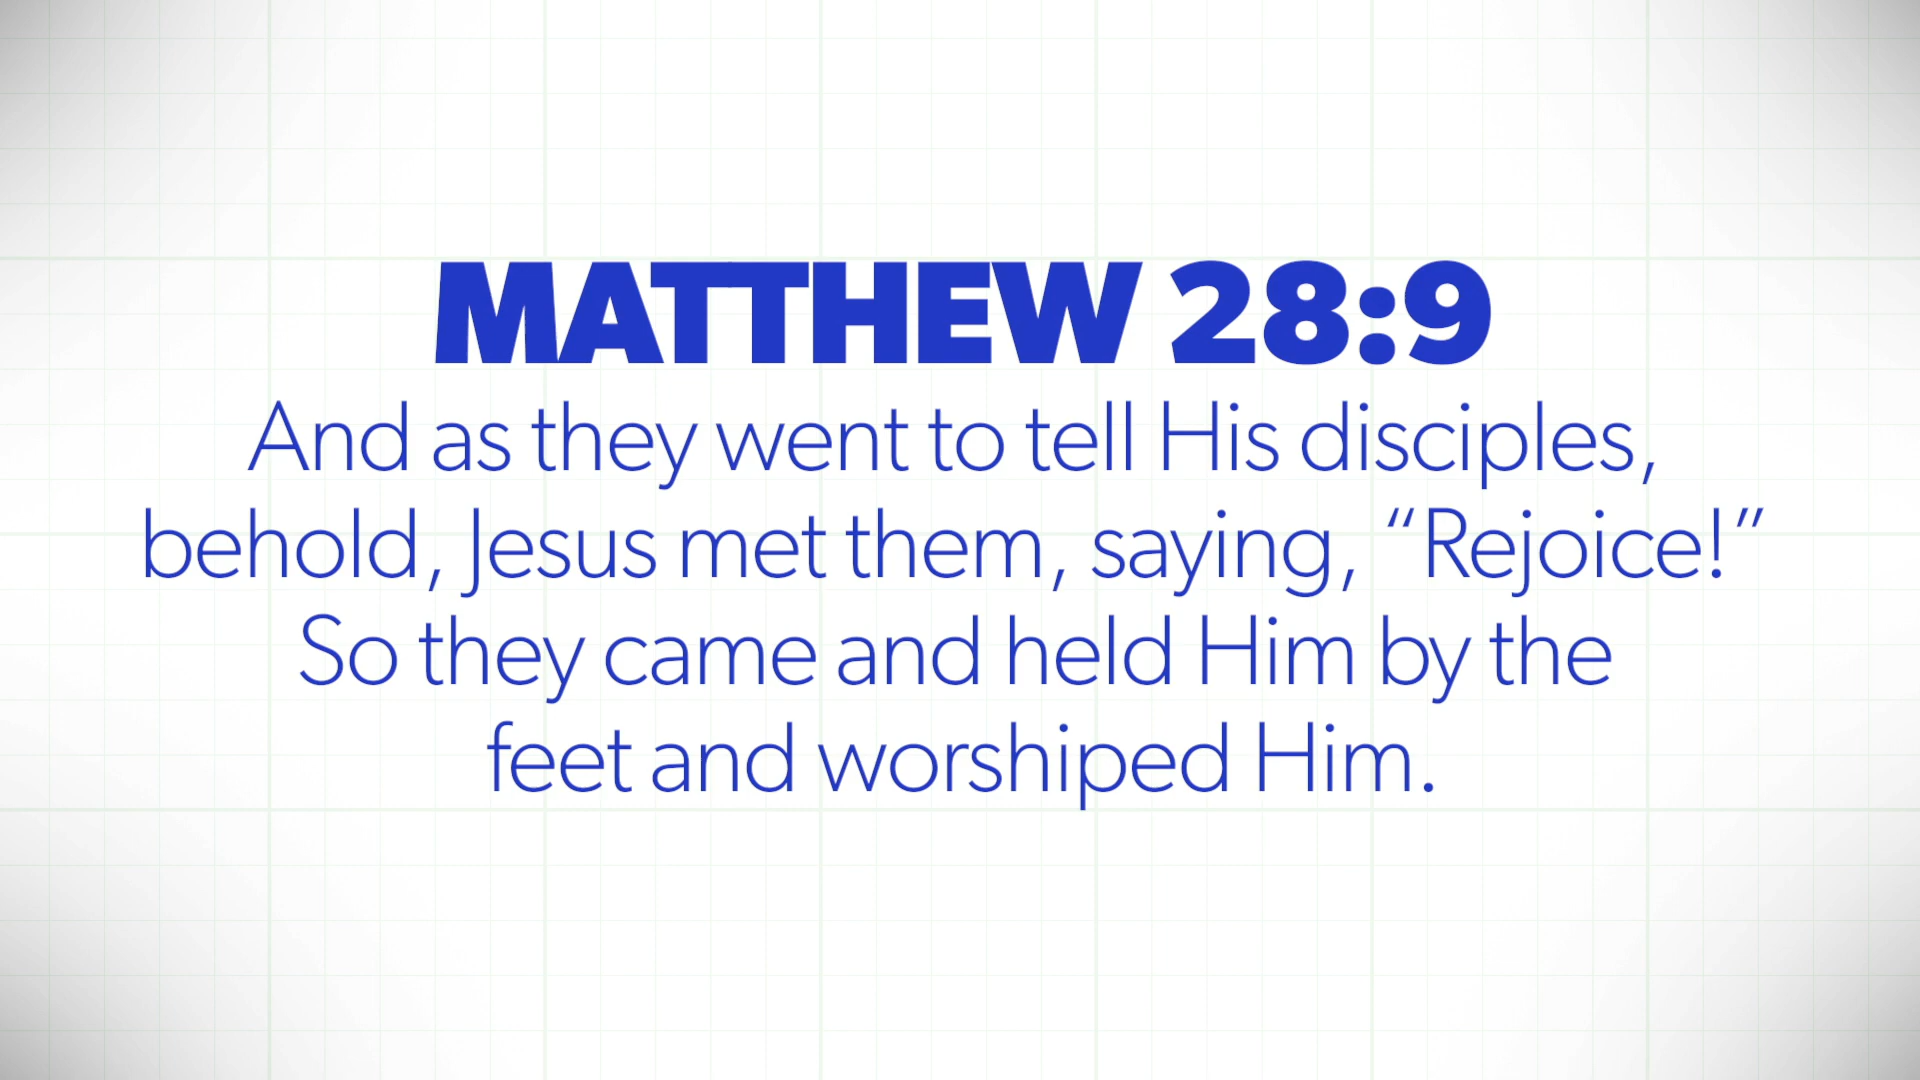 MATTHEW 28:9
And as they went to tell His disciples,
behold, Jesus met them, saying, “Rejoice!”
So they came and held Him by the
feet and worshiped Him.